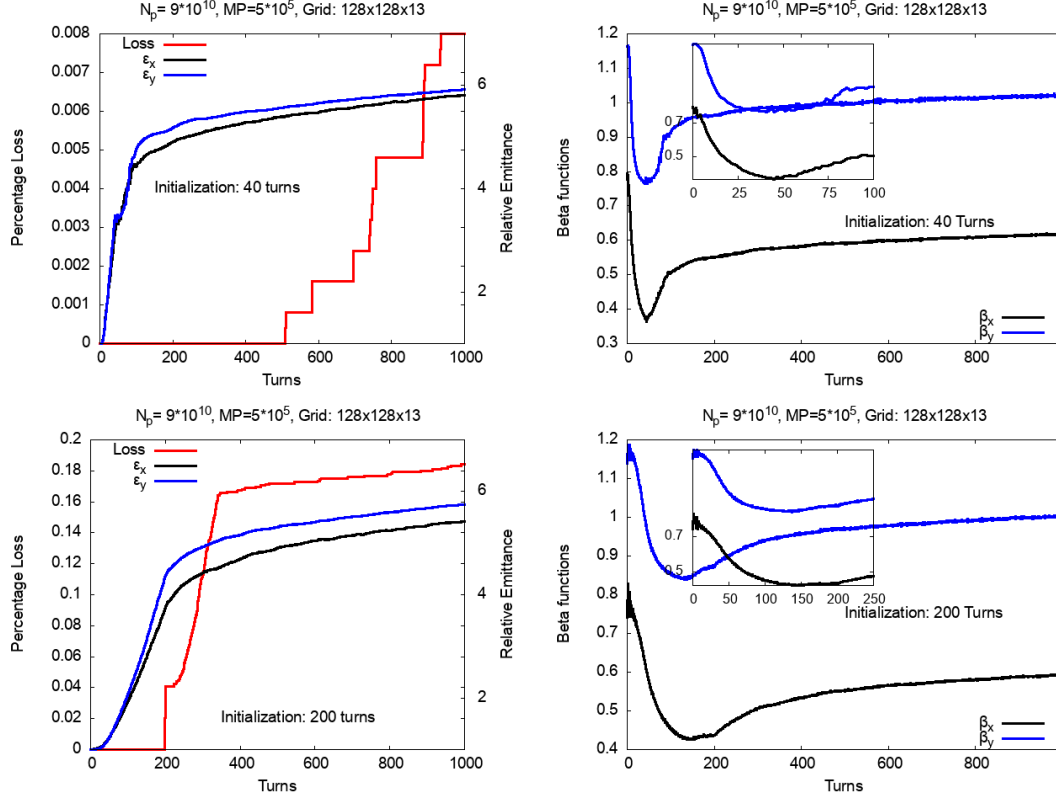 N_p= 9*10^10, MP=5*10^5, Grid: 128x128x13
Percentage Loss
0.008
0.007
0.006
0.005
0.004
0.003
0.002
0.001
0
Loss
ε_x
ε_y
Initialization: 40 turns
6
4
2
Relative Emittance
0 200 400 600 800 1000
Turns
N_p= 9*10^10, MP=5*10^5, Grid: 128x128x13
Beta functions
1.2
1.1
1
0.9
0.8
0.7
0.6
0.5
0.4
0.3
0.7
0.5
0 25 50 75 100
Initialization: 40 Turns
β_x
β_y
0 200 400 600 800
Turns
N_p= 9*10^10, MP=5*10^5, Grid: 128x128x13
Percentage Loss
0.2
0.18
0.16
0.14
0.12
0.1
0.08
0.06
0.04
0.02
0
Loss
ε_x
ε_y
Initialization: 200 turns
6
4
2
Relative Emittance
0 200 400 600 800 1000
Turns
N_p= 9*10^10, MP=5*10^5, Grid: 128x128x13
Beta functions
1.2
1.1
1
0.9
0.8
0.7
0.6
0.5
0.4
0.7
0.5
0 50 100 150 200 250
Initialization: 200 Turns
β_x
β_y
0 200 400 600 800
Turns